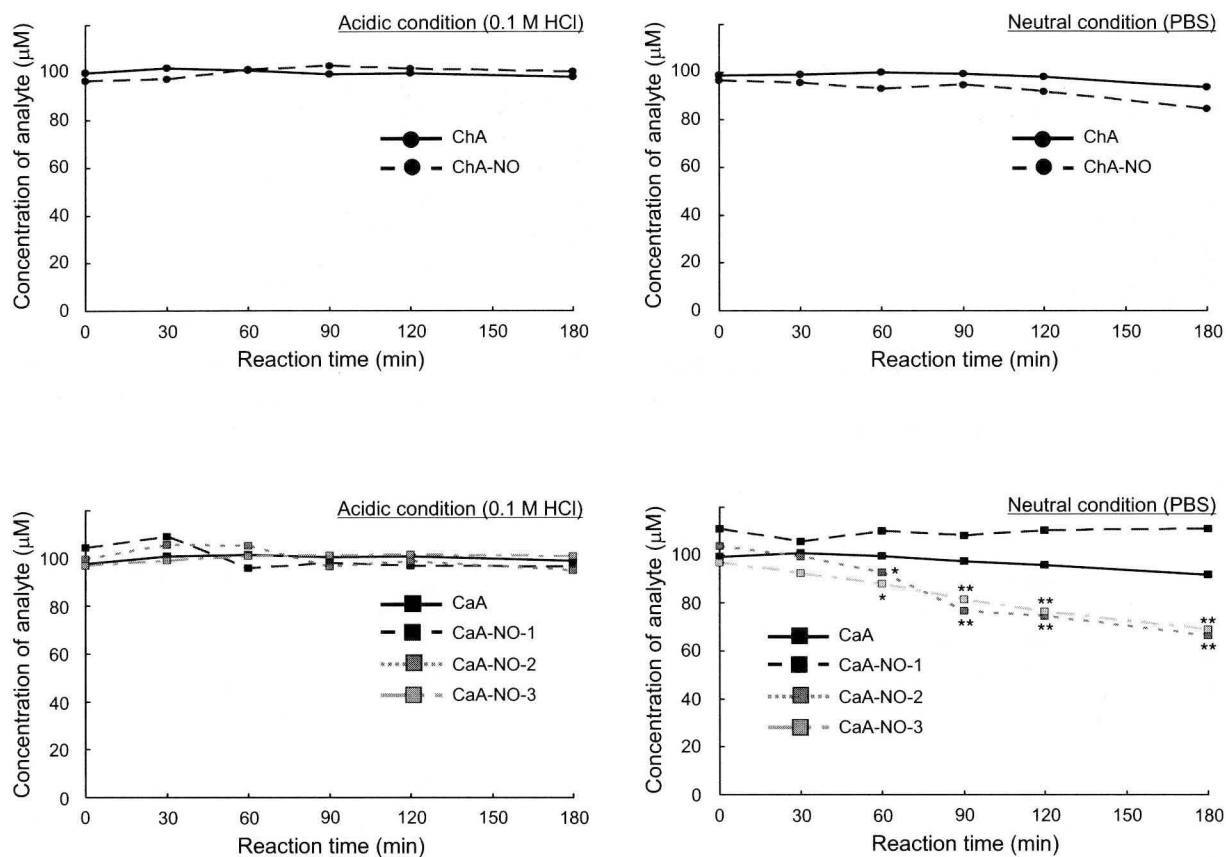 Acidic condition (0.1 M HCl)
Concentration of analyte (μM)
100
80
60
40
20
0
ChA
ChA-NO
0 30 60 90 120 150 180
Reaction time (min)
Neutral condition (PBS)
Concentration of analyte (μM)
100
80
60
40
20
0
ChA
ChA-NO
0 30 60 90 120 150 180
Reaction time (min)
Acidic condition (0.1 M HCl)
Concentration of analyte (μM)
100
80
60
40
20
0
CaA
CaA-NO-1
CaA-NO-2
CaA-NO-3
0 30 60 90 120 150 180
Reaction time (min)
Neutral condition (PBS)
Concentration of analyte (μM)
100
80
60
40
20
0
* ** ** **
* ** ** **
CaA
CaA-NO-1
CaA-NO-2
CaA-NO-3
0 30 60 90 120 150 180
Reaction time (min)